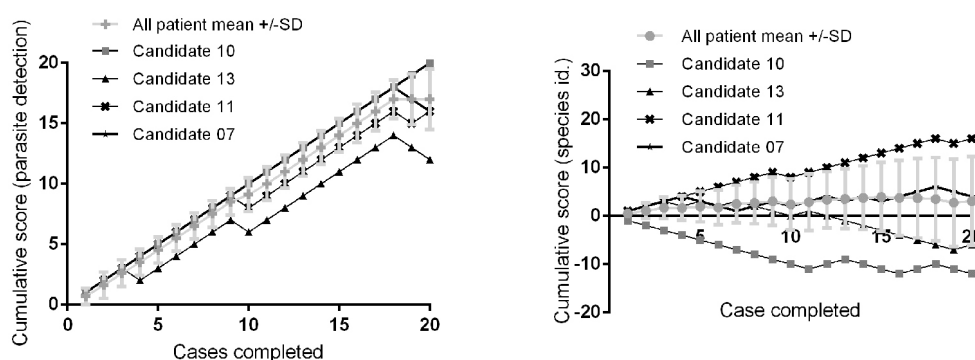 All patient mean +/-SD
Candidate 10
Candidate 13
Candidate 11
Candidate 07
Cumulative score (parasite detection)
20
15
10
5
0
0
5
10
15
20
Cases completed
All patient mean +/-SD
Candidate 10
Candidate 13
Candidate 11
Candidate 07
Cumulative score (species id.)
30
20
10
0
-10
-20
5
10
15
20
Case completed